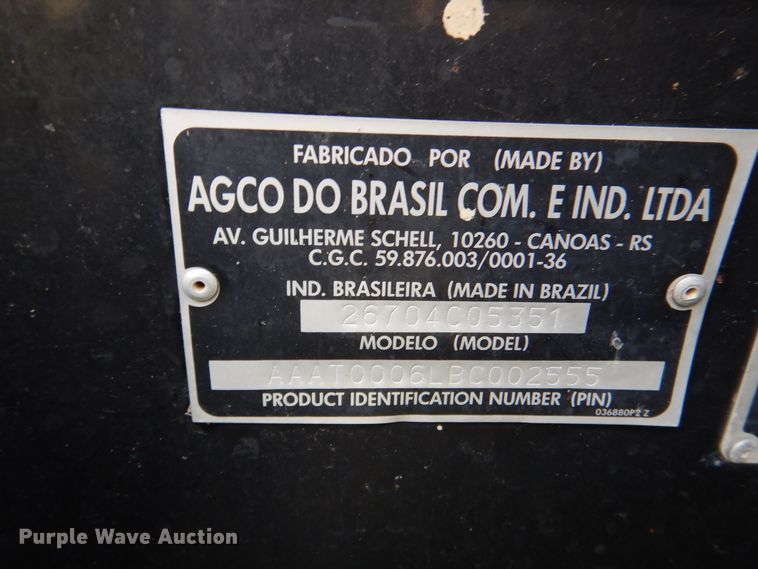 FABRICADO POR (MADE BY)
AGCO DO BRASIL COM. E IND. LTDA
AV. GUILHERME SCHELL, 10260 - CANOAS - RS
C.G.C. 59.876.003/0001-36
IND. BRASILEIRA (MADE IN BRAZIL)
26704C05351
MODELO (MODEL)
AAAT0006LBC002555
PRODUCT IDENTIFICATION NUMBER (PIN)
036880P2 Z
Purple Wave Auction